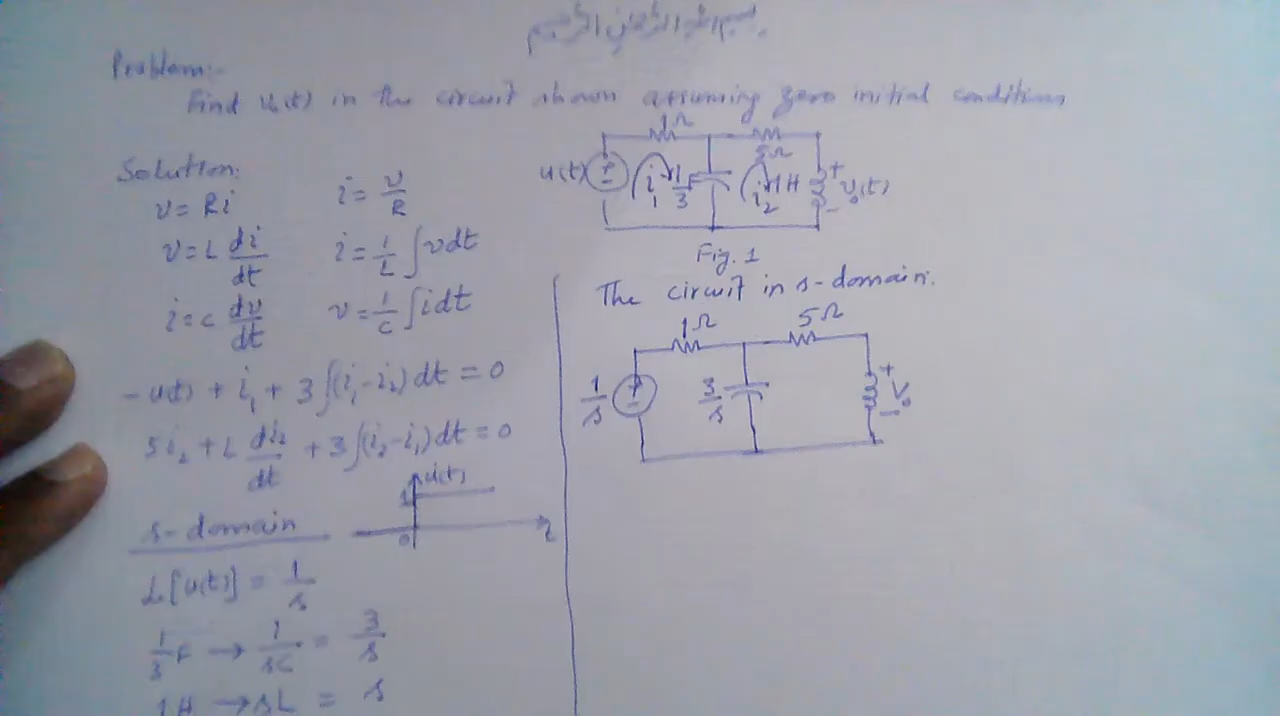 بسم الله الرحمن الرحيم
Problem:-
Find v₀(t) in the circuit shown assuming zero initial conditions
Solution:
v = Ri
i = v/R
v = L di/dt
i = 1/L ∫vdt
i = c dv/dt
v = 1/c ∫idt
-u(t) + i₁ + 3∫(i₁-i₂)dt = 0
5i₂ + L di₂/dt + 3∫(i₂-i₁)dt = 0
u(t)
1
0
t
s-domain
L[u(t)] = 1/s
1/3 F → 1/sC = 3/s
1H → sL = s
1Ω
5Ω
u(t) + - i₁ 1/3 F i₂ 1H + v₀(t) -
Fig. 1
The circuit in s-domain:
1Ω
5Ω
1/s + - 3/s s + V₀ -